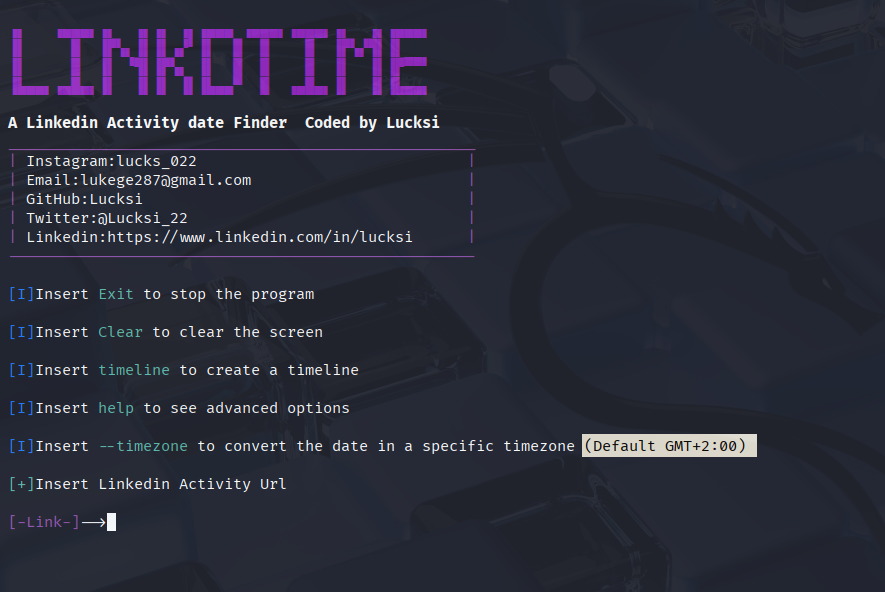 LINKDTIME
A Linkedin Activity date Finder  Coded by Lucksi
| Instagram:lucks_022 |
| Email:lukege287@gmail.com |
| GitHub:Lucksi |
| Twitter:@Lucksi_22 |
| Linkedin:https://www.linkedin.com/in/lucksi |
[I]Insert Exit to stop the program
[I]Insert Clear to clear the screen
[I]Insert timeline to create a timeline
[I]Insert help to see advanced options
[I]Insert --timezone to convert the date in a specific timezone (Default GMT+2:00)
[+]Insert Linkedin Activity Url
[-Link-]-->